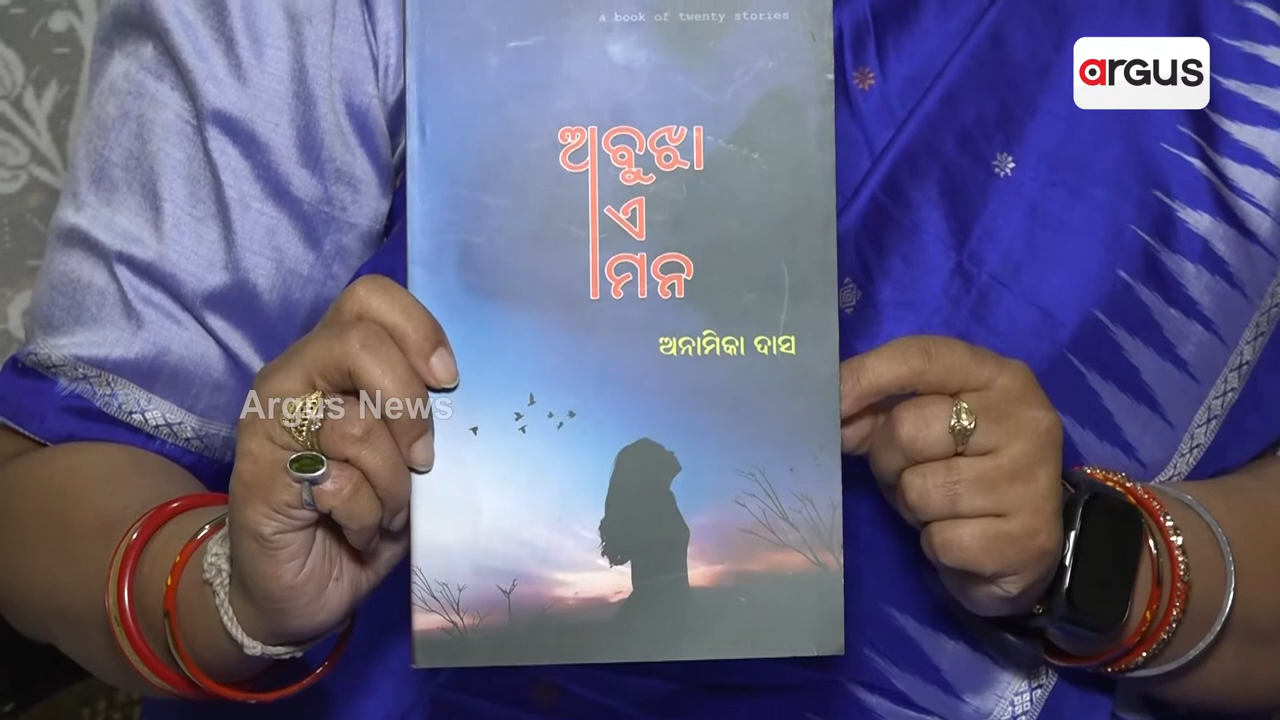 a book of twenty stories
argus
ଅବୁଝା
ଏ
ମନ
ଅନାମିକା ଦାସ
Argus News